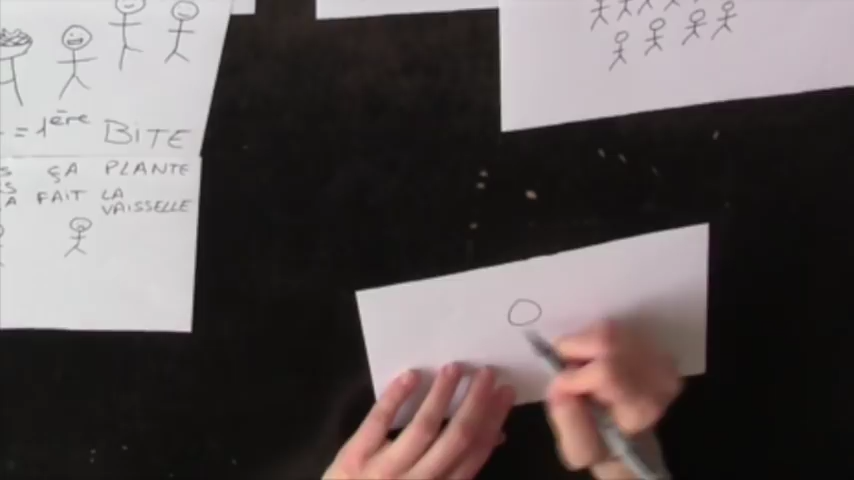 = 1ère BITE
ÇA PLANTE
FAIT LA
VAISSELLE